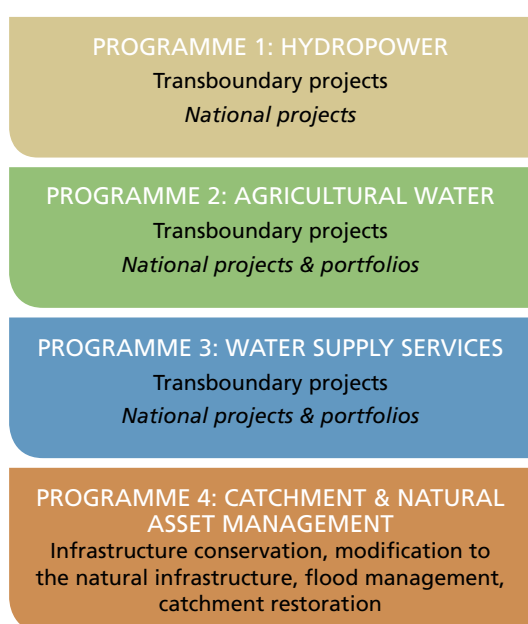 PROGRAMME 1: HYDROPOWER
Transboundary projects
National projects
PROGRAMME 2: AGRICULTURAL WATER
Transboundary projects
National projects & portfolios
PROGRAMME 3: WATER SUPPLY SERVICES
Transboundary projects
National projects & portfolios
PROGRAMME 4: CATCHMENT & NATURAL
ASSET MANAGEMENT
Infrastructure conservation, modification to
the natural infrastructure, flood management,
catchment restoration